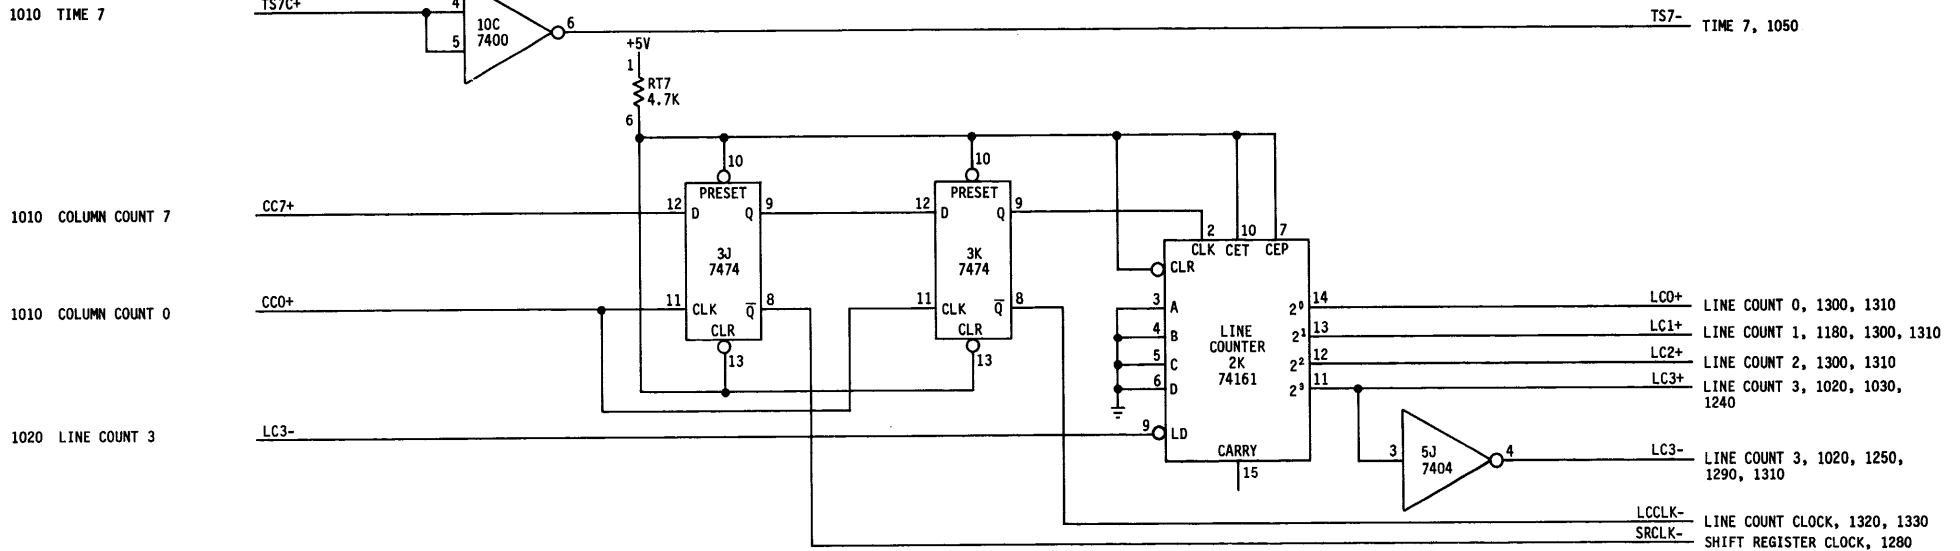 TS7C+
1010 TIME 7
4
5
10C
7400
6
TS7-
TIME 7, 1050
+5V
1
RT7
4.7K
6
10
10
PRESET
PRESET
1010 COLUMN COUNT 7
CC7+
12
D
Q
9
12
D
Q
9
3J
7474
3K
7474
2
10
7
CLK
CET
CEP
CLR
1010 COLUMN COUNT 0
CC0+
11
CLK
Q
8
11
CLK
Q
8
CLR
CLR
13
13
3
A
4
B
5
C
6
D
LINE
COUNTER
2K
74161
2⁰
14
LC0+
LINE COUNT 0, 1300, 1310
2¹
13
LC1+
LINE COUNT 1, 1180, 1300, 1310
2²
12
LC2+
LINE COUNT 2, 1300, 1310
2³
11
LC3+
LINE COUNT 3, 1020, 1030,
1240
1020 LINE COUNT 3
LC3-
9
LD
CARRY
15
3
5J
7404
4
LC3-
LINE COUNT 3, 1020, 1250,
1290, 1310
LCCLK-
LINE COUNT CLOCK, 1320, 1330
SRCLK-
SHIFT REGISTER CLOCK, 1280